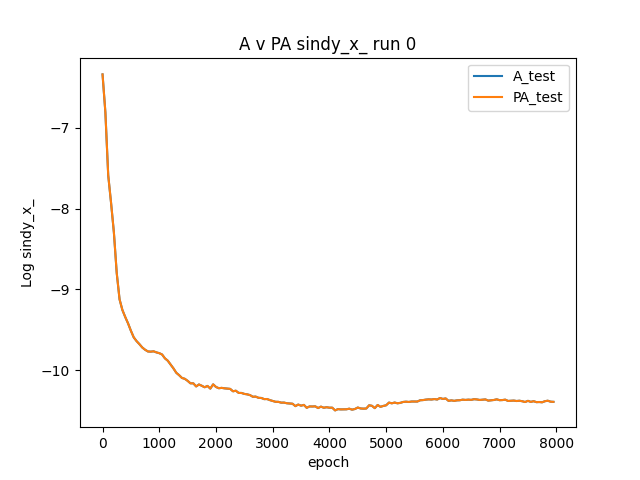 A v PA sindy_x_ run 0
A_test
PA_test
Log sindy_x_
−7
−8
−9
−10
0 1000 2000 3000 4000 5000 6000 7000 8000
epoch